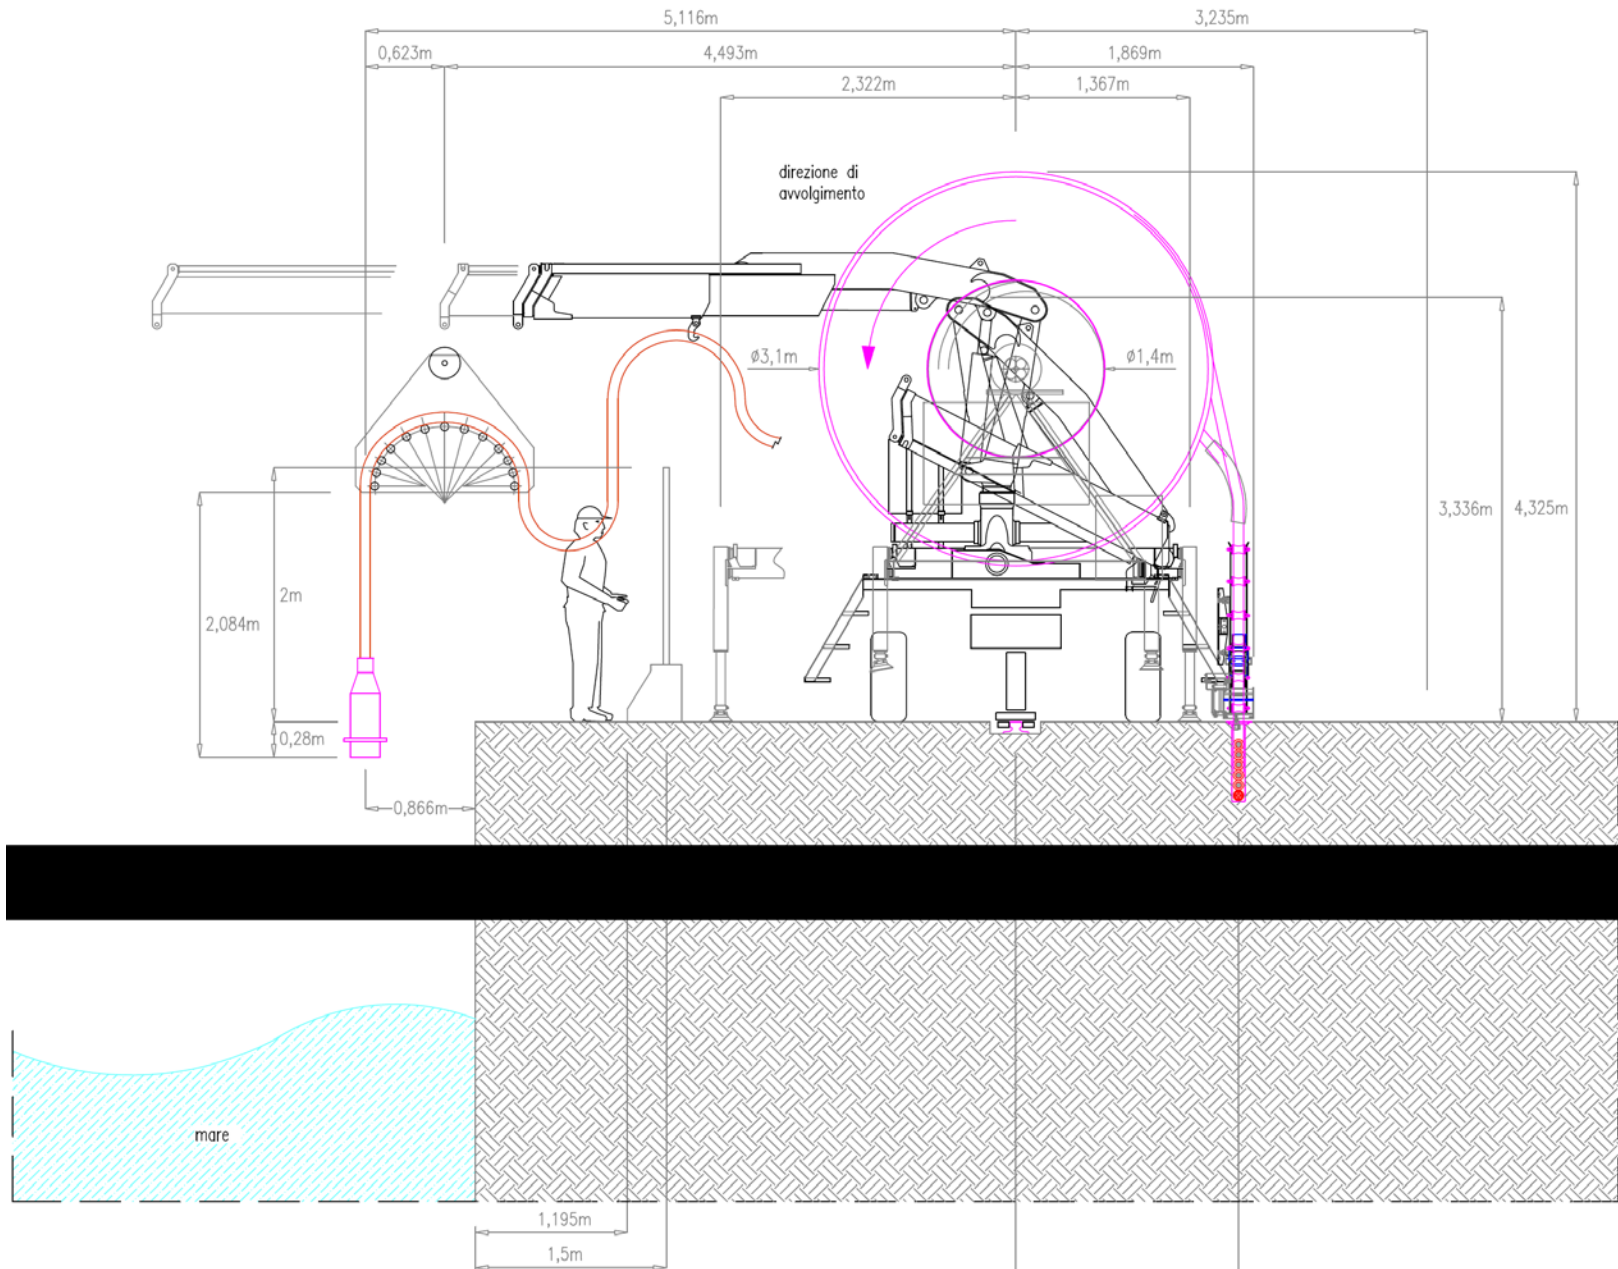 5,116m
3,235m
0,623m
4,493m
1,869m
2,322m
1,367m
direzione di
avvolgimento
ø3,1m
ø1,4m
3,336m
4,325m
2m
2,084m
0,28m
0,866m
mare
1,195m
1,5m